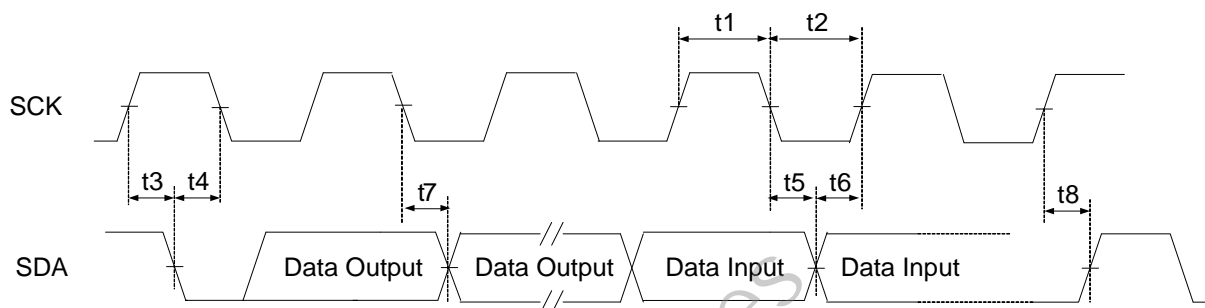 t1 t2
SCK
t3 t4 t7 t5 t6 t8
SDA Data Output Data Output Data Input Data Input